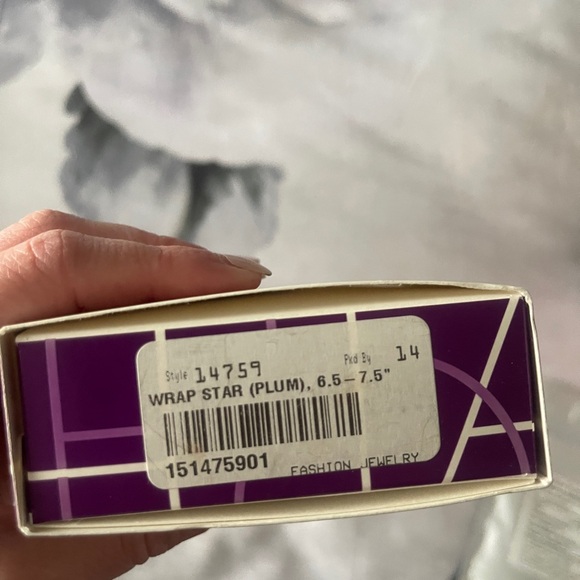 Style 14759 Pkd By 14
WRAP STAR (PLUM), 6.5–7.5"
151475901 FASHION JEWELRY